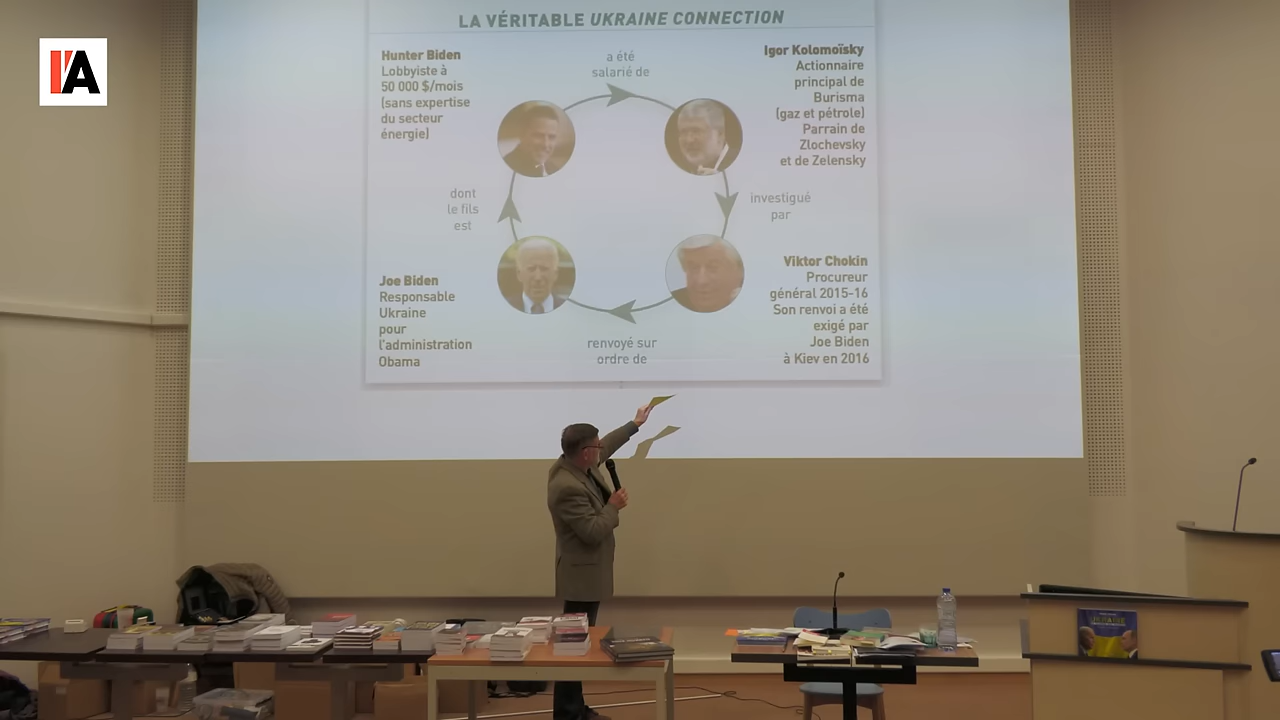 I'A
LA VÉRITABLE UKRAINE CONNECTION
Hunter Biden
Lobbyiste à
50 000 $/mois
(sans expertise
du secteur
énergie)
a été
salarié de
Igor Kolomoïsky
Actionnaire
principal de
Burisma
(gaz et pétrole)
Parrain de
Zlochevsky
et de Zelensky
dont
le fils
est
investigué
par
Joe Biden
Responsable
Ukraine
pour
l'administration
Obama
renvoyé sur
ordre de
Viktor Chokin
Procureur
général 2015-16
Son renvoi a été
exigé par
Joe Biden
à Kiev en 2016
UKRAINE